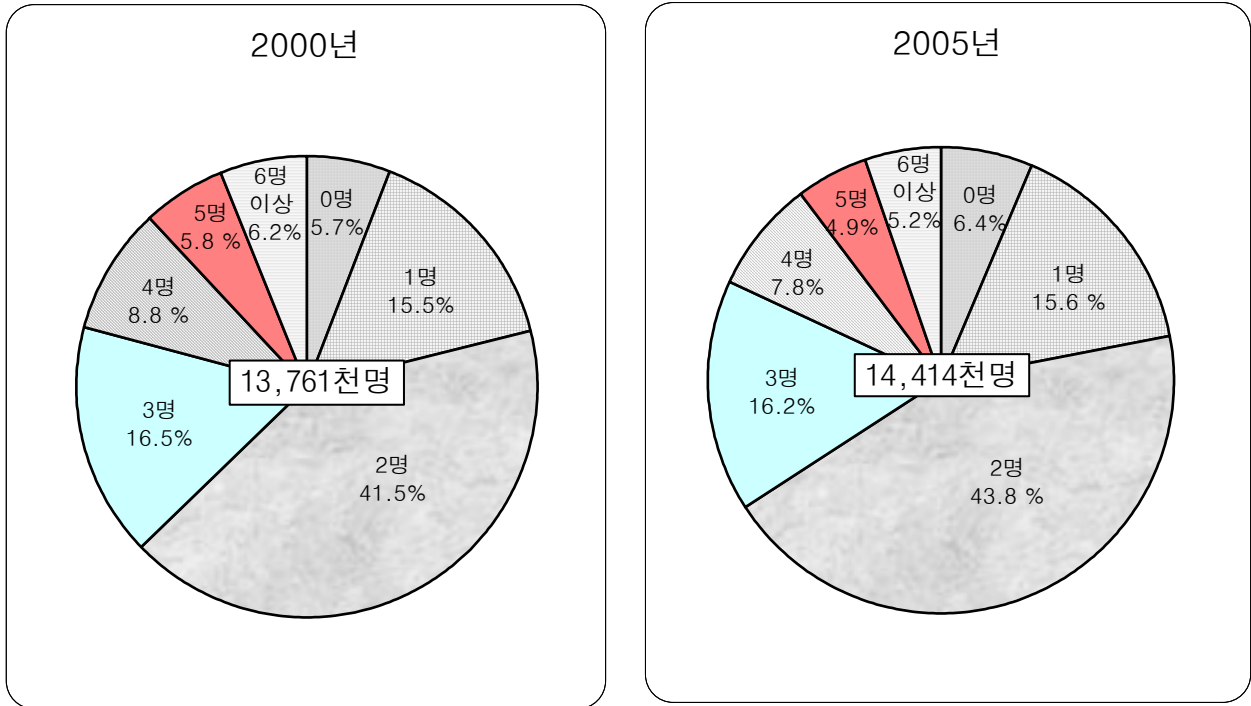 2000년
6명
이상
6.2%
0명
5.7%
1명
15.5%
2명
41.5%
3명
16.5%
4명
8.8 %
5명
5.8 %
13,761천명
2005년
6명
이상
5.2%
0명
6.4%
1명
15.6 %
2명
43.8 %
3명
16.2%
4명
7.8%
5명
4.9%
14,414천명